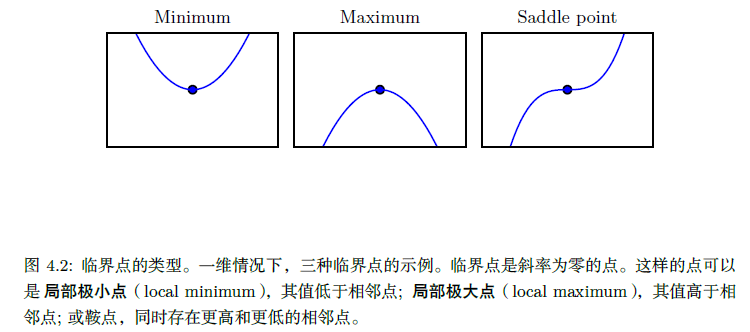 Minimum
Maximum
Saddle point
图 4.2: 临界点的类型。一维情况下，三种临界点的示例。临界点是斜率为零的点。这样的点可以
是局部极小点（local minimum），其值低于相邻点; 局部极大点（local maximum），其值高于相
邻点; 或鞍点，同时存在更高和更低的相邻点。